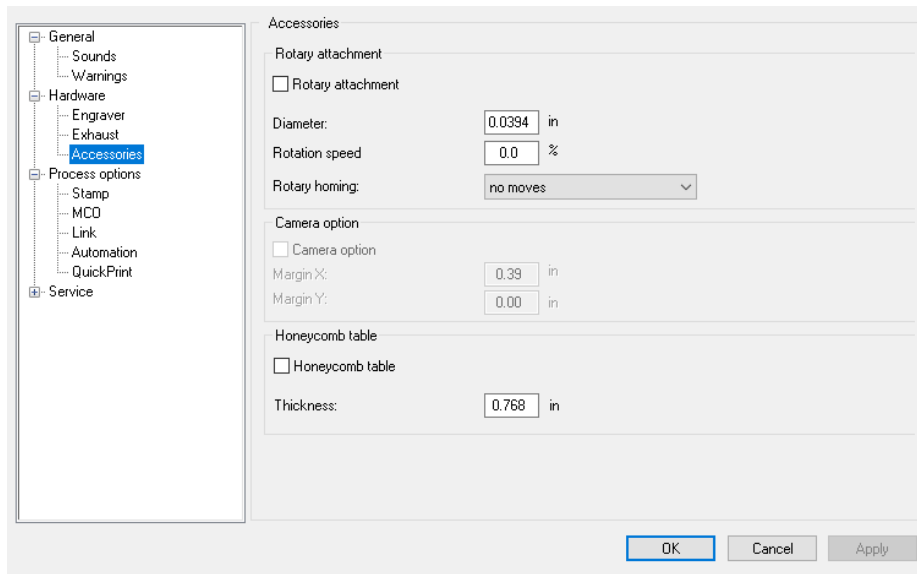 General
Sounds
Warnings
Hardware
Engraver
Exhaust
Accessories
Process options
Stamp
MCO
Link
Automation
QuickPrint
Service
Accessories
Rotary attachment
Rotary attachment
Diameter: 0.0394 in
Rotation speed 0.0 %
Rotary homing: no moves
Camera option
Camera option
Margin X: 0.39 in
Margin Y: 0.00 in
Honeycomb table
Honeycomb table
Thickness: 0.768 in
OK Cancel Apply